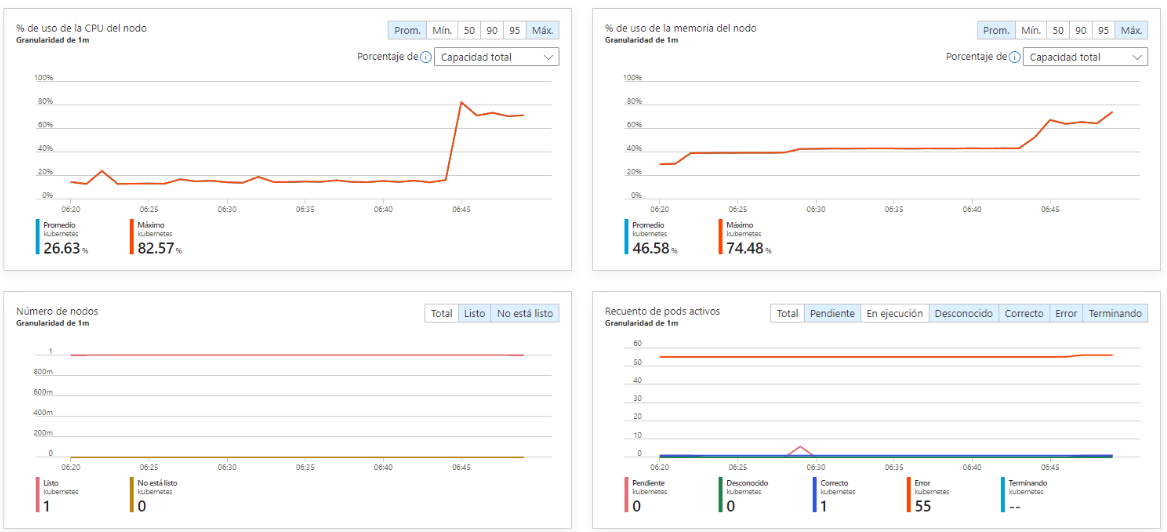 % de uso de la CPU del nodo
Granularidad de 1m
Prom. Mín. 50 90 95 Máx.
Porcentaje de Capacidad total
100%
80%
60%
40%
20%
0%
06:20 06:25 06:30 06:35 06:40 06:45
Promedio
kubernetes
26.63 %
Máximo
kubernetes
82.57 %
% de uso de la memoria del nodo
Granularidad de 1m
Prom. Mín. 50 90 95 Máx.
Porcentaje de Capacidad total
100%
80%
60%
40%
20%
0%
06:20 06:25 06:30 06:35 06:40 06:45
Promedio
kubernetes
46.58 %
Máximo
kubernetes
74.48 %
Número de nodos
Granularidad de 1m
Total Listo No está listo
1
800m
600m
400m
200m
0
06:20 06:25 06:30 06:35 06:40 06:45
Listo
kubernetes
1
No está listo
kubernetes
0
Recuento de pods activos
Granularidad de 1m
Total Pendiente En ejecución Desconocido Correcto Error Terminando
60
50
40
30
20
10
0
06:20 06:25 06:30 06:35 06:40 06:45
Pendiente
kubernetes
0
Desconocido
kubernetes
0
Correcto
kubernetes
1
Error
kubernetes
55
Terminando
kubernetes
--